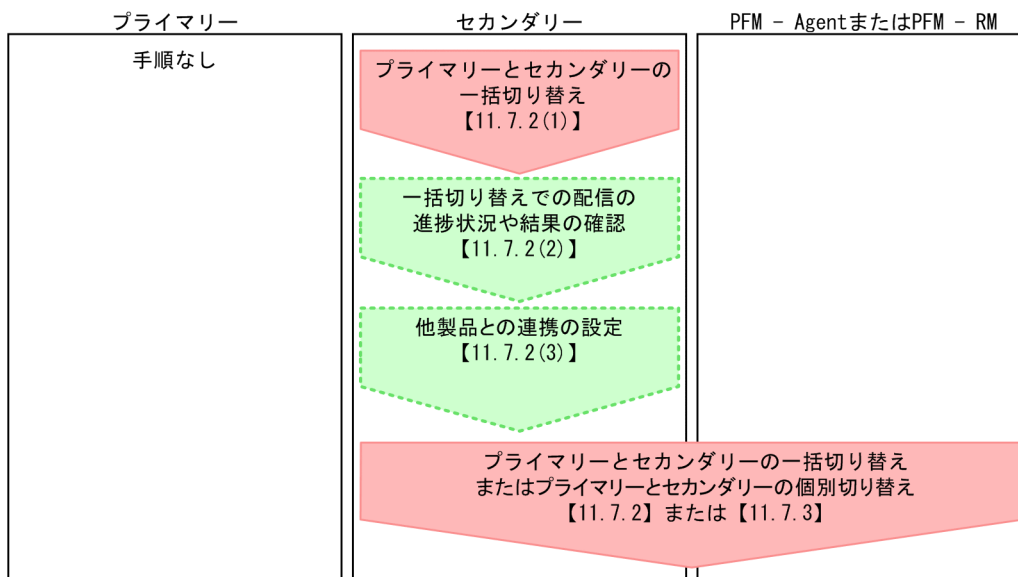 プライマリー
セカンダリー
PFM - AgentまたはPFM - RM
手順なし
プライマリーとセカンダリーの
一括切り替え
【11.7.2(1)】
一括切り替えでの配信の
進捗状況や結果の確認
【11.7.2(2)】
他製品との連携の設定
【11.7.2(3)】
プライマリーとセカンダリーの一括切り替え
またはプライマリーとセカンダリーの個別切り替え
【11.7.2】または【11.7.3】